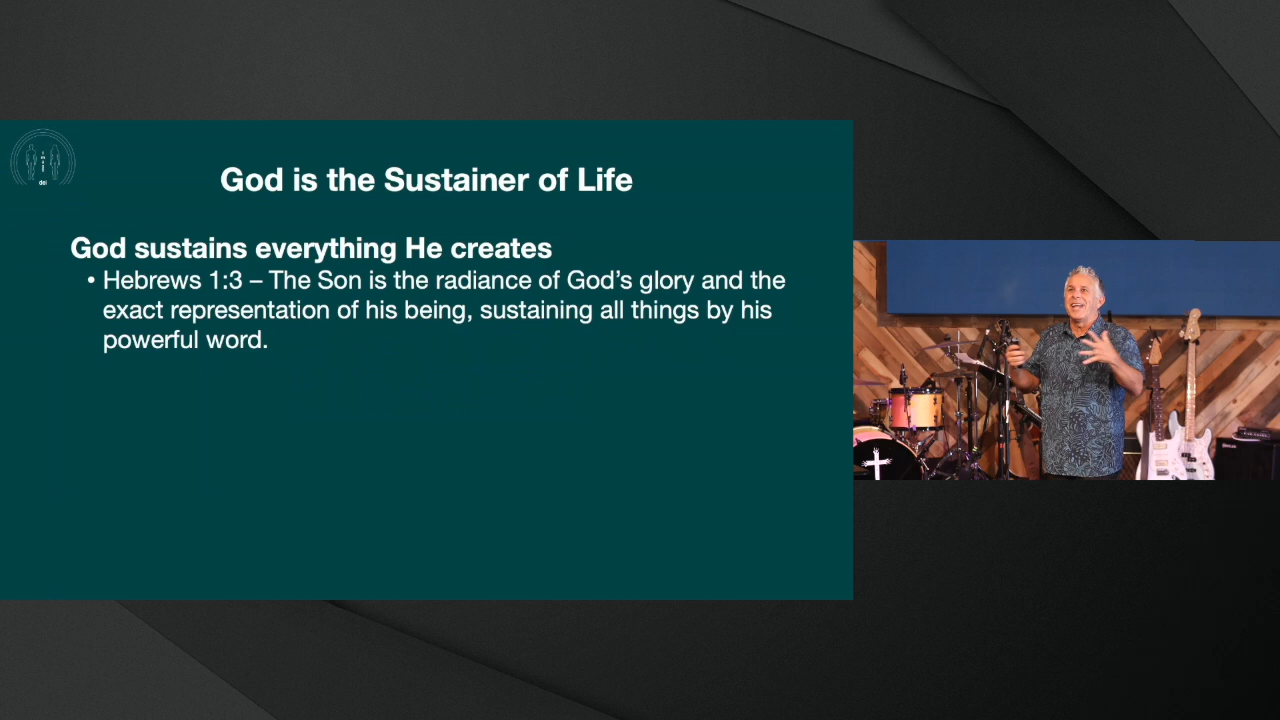 dei
God is the Sustainer of Life
God sustains everything He creates
• Hebrews 1:3 – The Son is the radiance of God’s glory and the
exact representation of his being, sustaining all things by his
powerful word.